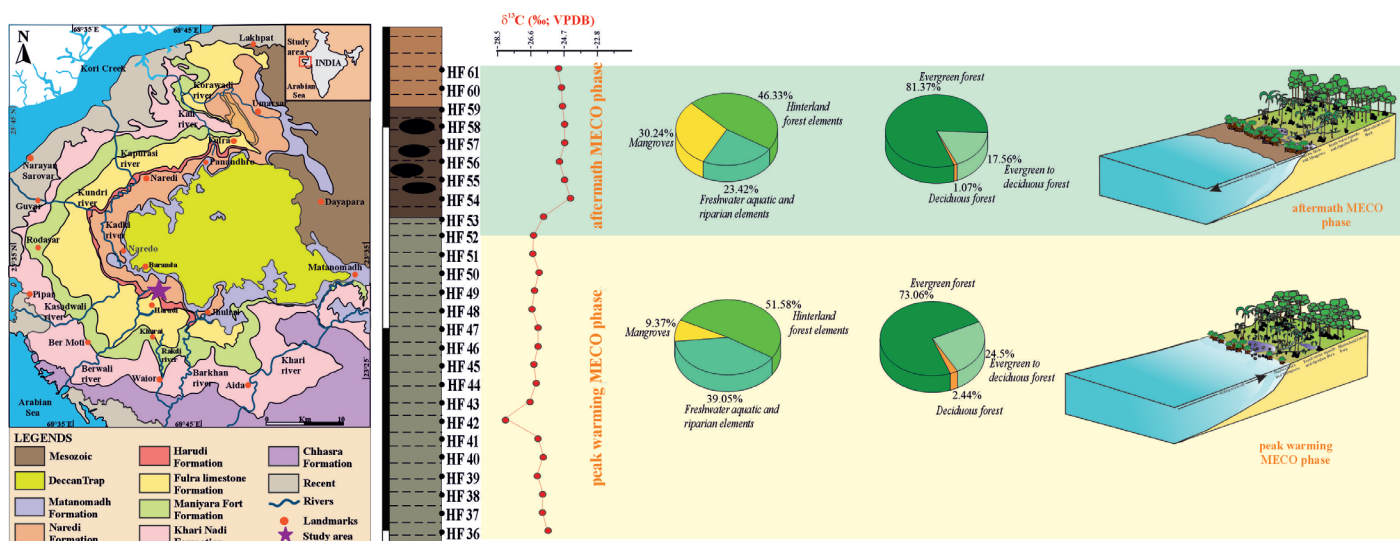 N
68°35'E
68°45'E
Lakhpat
Study
area
INDIA
Arabian
Sea
Kori Creek
Korawadi
river
Umarsar
Kali
river
23°45'N
Fulra
Narayan
Sarovar
Kapurasi
river
Panandhro
Naredi
Kundri
river
Guvar
Dayapara
Kadhi
river
Rodasar
Naredo
23°35'N
23°35'
Baranda
Matanomadh
Pipar
Kasadwali
river
Harudi
Jhulrai
Ber Moti
Kharai
Rakdi
river
Khari
river
Berwali
river
Waior
Barkhan
river
Aida
23°25'
Arabian
Sea
0
Km
10
68°35'E
68°45'E
LEGENDS
Mesozoic
Harudi
Formation
Chhasra
Formation
DeccanTrap
Fulra limestone
Formation
Recent
Rivers
Matanomadh
Formation
Maniyara Fort
Formation
Landmarks
Naredi
Formation
Khari Nadi
Study area
HF 61
HF 60
HF 59
HF 58
HF 57
HF 56
HF 55
HF 54
HF 53
HF 52
HF 51
HF 50
HF 49
HF 48
HF 47
HF 46
HF 45
HF 44
HF 43
HF 42
HF 41
HF 40
HF 39
HF 38
HF 37
HF 36
δ¹³C (‰; VPDB)
28.5
26.6
24.7
22.8
aftermath MECO phase
46.33%
Hinterland
forest elements
30.24%
Mangroves
23.42%
Freshwater aquatic and
riparian elements
Evergreen forest
81.37%
17.56%
Evergreen to
deciduous forest
1.07%
Deciduous forest
aftermath MECO
phase
peak warming MECO phase
51.58%
Hinterland
forest elements
9.37%
Mangroves
39.05%
Freshwater aquatic and
riparian elements
Evergreen forest
73.06%
24.5%
Evergreen to
deciduous forest
2.44%
Deciduous forest
peak warming
MECO phase